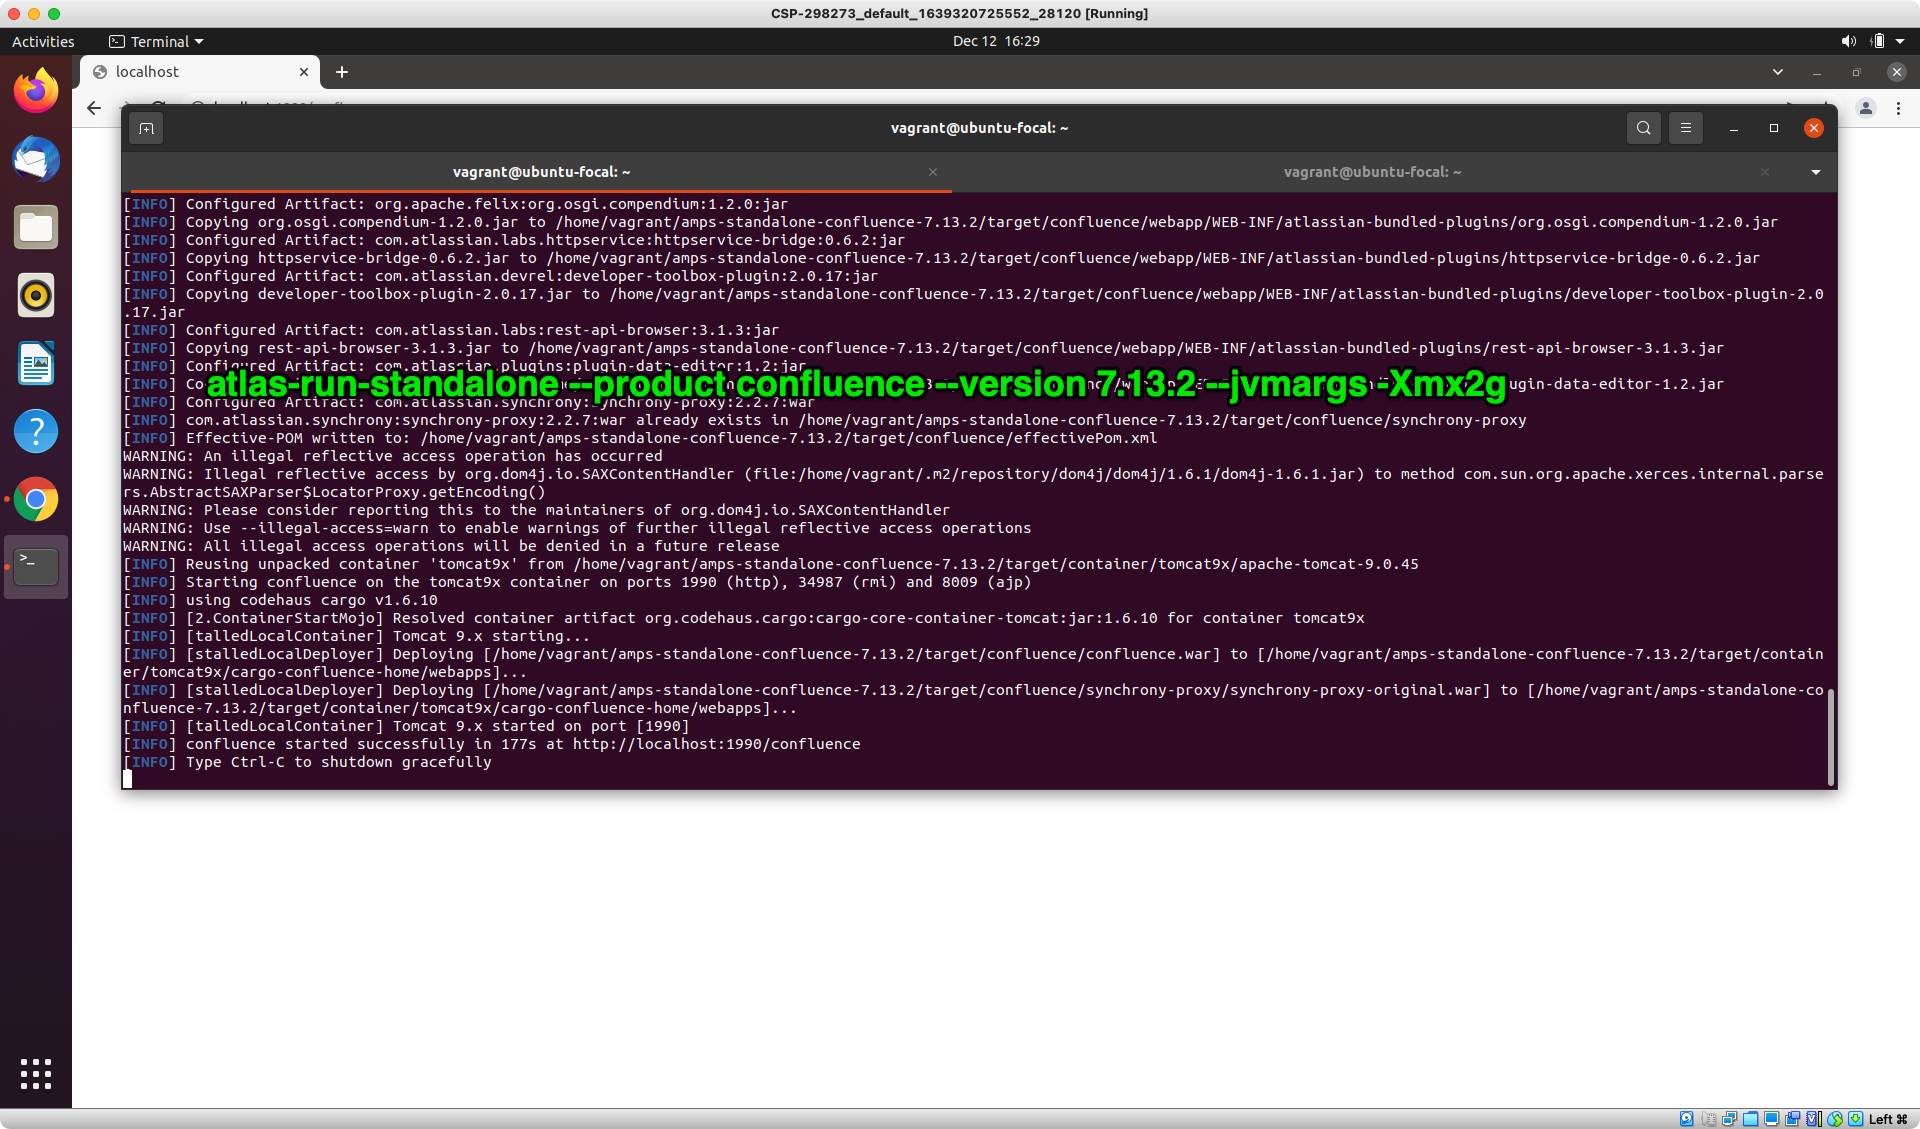 CSP-298273_default_1639320725552_28120 [Running]
Activities
Terminal
Dec 12 16:29
localhost
vagrant@ubuntu-focal: ~
vagrant@ubuntu-focal: ~
vagrant@ubuntu-focal: ~
[INFO] Configured Artifact: org.apache.felix:org.osgi.compendium:1.2.0:jar
[INFO] Copying org.osgi.compendium-1.2.0.jar to /home/vagrant/amps-standalone-confluence-7.13.2/target/confluence/webapp/WEB-INF/atlassian-bundled-plugins/org.osgi.compendium-1.2.0.jar
[INFO] Configured Artifact: com.atlassian.labs.httpservice:httpservice-bridge:0.6.2:jar
[INFO] Copying httpservice-bridge-0.6.2.jar to /home/vagrant/amps-standalone-confluence-7.13.2/target/confluence/webapp/WEB-INF/atlassian-bundled-plugins/httpservice-bridge-0.6.2.jar
[INFO] Configured Artifact: com.atlassian.devrel:developer-toolbox-plugin:2.0.17:jar
[INFO] Copying developer-toolbox-plugin-2.0.17.jar to /home/vagrant/amps-standalone-confluence-7.13.2/target/confluence/webapp/WEB-INF/atlassian-bundled-plugins/developer-toolbox-plugin-2.0
.17.jar
[INFO] Configured Artifact: com.atlassian.labs:rest-api-browser:3.1.3:jar
[INFO] Copying rest-api-browser-3.1.3.jar to /home/vagrant/amps-standalone-confluence-7.13.2/target/confluence/webapp/WEB-INF/atlassian-bundled-plugins/rest-api-browser-3.1.3.jar
[INFO] Configured Artifact: com.atlassian.plugins:plugin-data-editor:1.2:jar
atlas-run-standalone --product confluence --version 7.13.2 --jvmargs -Xmx2g
[INFO] Co
ugin-data-editor-1.2.jar
[INFO] Configured Artifact: com.atlassian.synchrony:synchrony-proxy:2.2.7:war
[INFO] com.atlassian.synchrony:synchrony-proxy:2.2.7:war already exists in /home/vagrant/amps-standalone-confluence-7.13.2/target/confluence/synchrony-proxy
[INFO] Effective-POM written to: /home/vagrant/amps-standalone-confluence-7.13.2/target/confluence/effectivePom.xml
WARNING: An illegal reflective access operation has occurred
WARNING: Illegal reflective access by org.dom4j.io.SAXContentHandler (file:/home/vagrant/.m2/repository/dom4j/dom4j/1.6.1/dom4j-1.6.1.jar) to method com.sun.org.apache.xerces.internal.parse
rs.AbstractSAXParser$LocatorProxy.getEncoding()
WARNING: Please consider reporting this to the maintainers of org.dom4j.io.SAXContentHandler
WARNING: Use --illegal-access=warn to enable warnings of further illegal reflective access operations
WARNING: All illegal access operations will be denied in a future release
[INFO] Reusing unpacked container 'tomcat9x' from /home/vagrant/amps-standalone-confluence-7.13.2/target/container/tomcat9x/apache-tomcat-9.0.45
[INFO] Starting confluence on the tomcat9x container on ports 1990 (http), 34987 (rmi) and 8009 (ajp)
[INFO] using codehaus cargo v1.6.10
[INFO] [2.ContainerStartMojo] Resolved container artifact org.codehaus.cargo:cargo-core-container-tomcat:jar:1.6.10 for container tomcat9x
[INFO] [talledLocalContainer] Tomcat 9.x starting...
[INFO] [stalledLocalDeployer] Deploying [/home/vagrant/amps-standalone-confluence-7.13.2/target/confluence/confluence.war] to [/home/vagrant/amps-standalone-confluence-7.13.2/target/contain
er/tomcat9x/cargo-confluence-home/webapps]...
[INFO] [stalledLocalDeployer] Deploying [/home/vagrant/amps-standalone-confluence-7.13.2/target/confluence/synchrony-proxy/synchrony-proxy-original.war] to [/home/vagrant/amps-standalone-co
nfluence-7.13.2/target/container/tomcat9x/cargo-confluence-home/webapps]...
[INFO] [talledLocalContainer] Tomcat 9.x started on port [1990]
[INFO] confluence started successfully in 177s at http://localhost:1990/confluence
[INFO] Type Ctrl-C to shutdown gracefully
Left ⌘